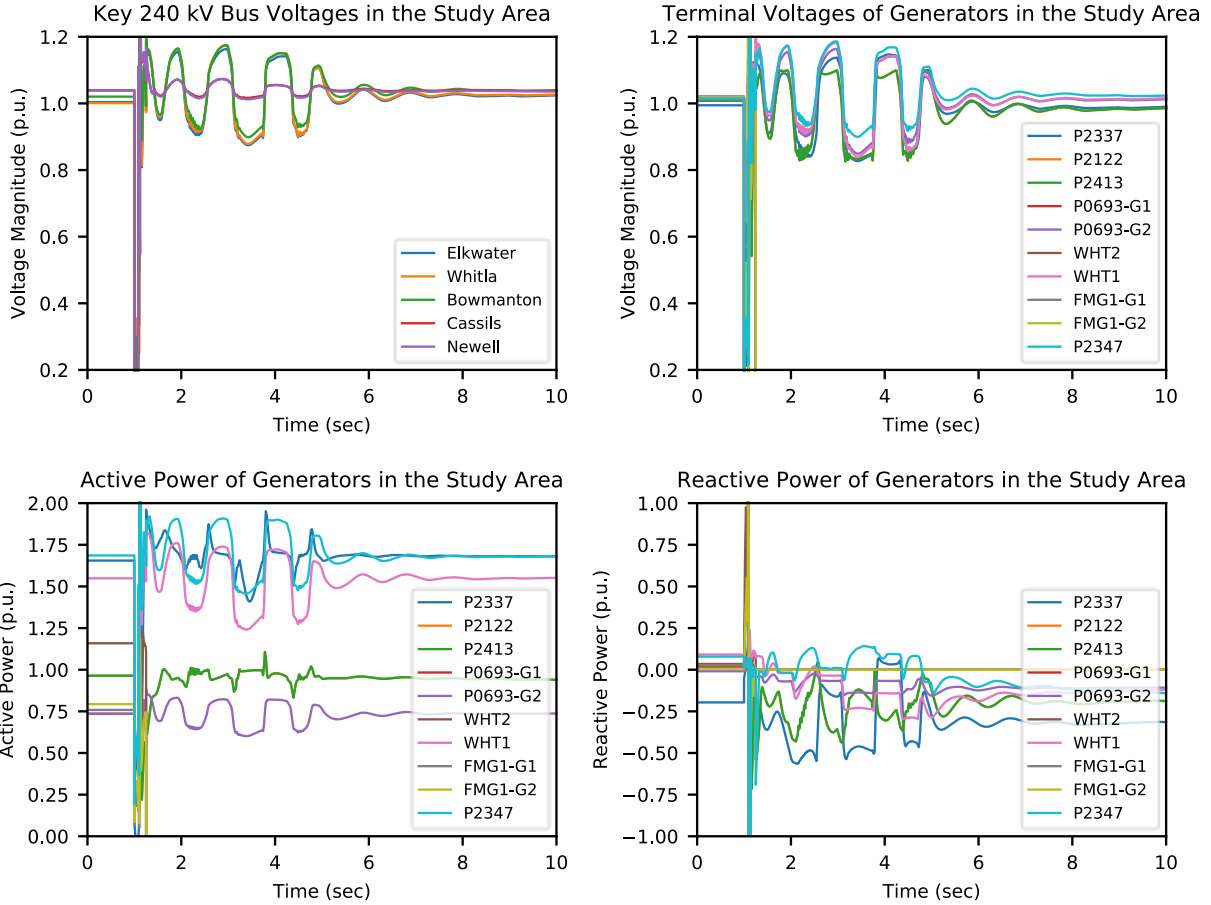 Key 240 kV Bus Voltages in the Study Area
Voltage Magnitude (p.u.)
1.2
1.0
0.8
0.6
0.4
0.2
0 2 4 6 8 10
Time (sec)
Elkwater
Whitla
Bowmanton
Cassils
Newell
Terminal Voltages of Generators in the Study Area
Voltage Magnitude (p.u.)
1.2
1.0
0.8
0.6
0.4
0.2
0 2 4 6 8 10
Time (sec)
P2337
P2122
P2413
P0693-G1
P0693-G2
WHT2
WHT1
FMG1-G1
FMG1-G2
P2347
Active Power of Generators in the Study Area
Active Power (p.u.)
2.00
1.75
1.50
1.25
1.00
0.75
0.50
0.25
0.00
0 2 4 6 8 10
Time (sec)
P2337
P2122
P2413
P0693-G1
P0693-G2
WHT2
WHT1
FMG1-G1
FMG1-G2
P2347
Reactive Power of Generators in the Study Area
Reactive Power (p.u.)
1.00
0.75
0.50
0.25
0.00
−0.25
−0.50
−0.75
−1.00
0 2 4 6 8 10
Time (sec)
P2337
P2122
P2413
P0693-G1
P0693-G2
WHT2
WHT1
FMG1-G1
FMG1-G2
P2347